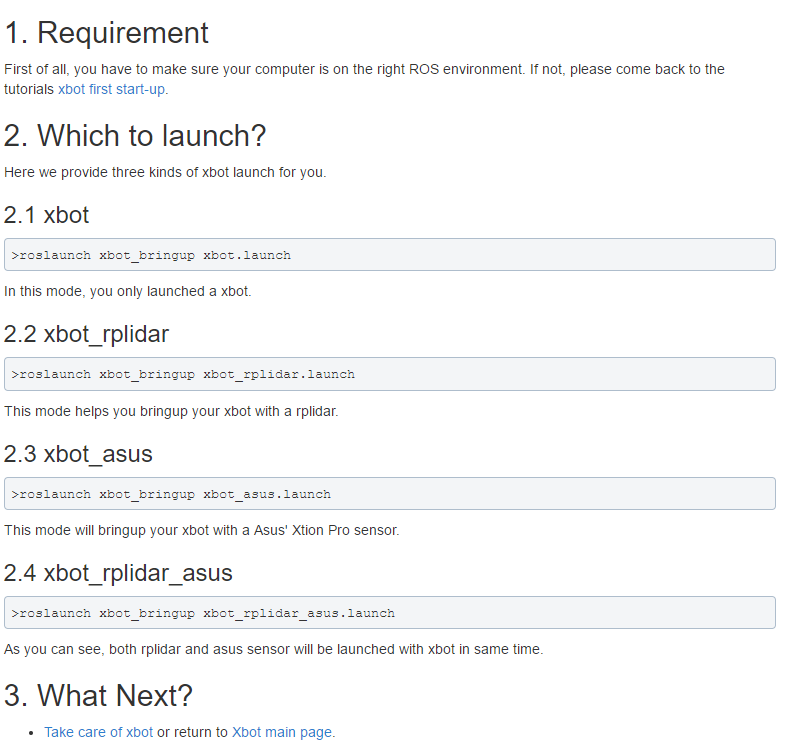 1. Requirement
First of all, you have to make sure your computer is on the right ROS environment. If not, please come back to the
tutorials xbot first start-up.
2. Which to launch?
Here we provide three kinds of xbot launch for you.
2.1 xbot
>roslaunch xbot_bringup xbot.launch
In this mode, you only launched a xbot.
2.2 xbot_rplidar
>roslaunch xbot_bringup xbot_rplidar.launch
This mode helps you bringup your xbot with a rplidar.
2.3 xbot_asus
>roslaunch xbot_bringup xbot_asus.launch
This mode will bringup your xbot with a Asus' Xtion Pro sensor.
2.4 xbot_rplidar_asus
>roslaunch xbot_bringup xbot_rplidar_asus.launch
As you can see, both rplidar and asus sensor will be launched with xbot in same time.
3. What Next?
• Take care of xbot or return to Xbot main page.